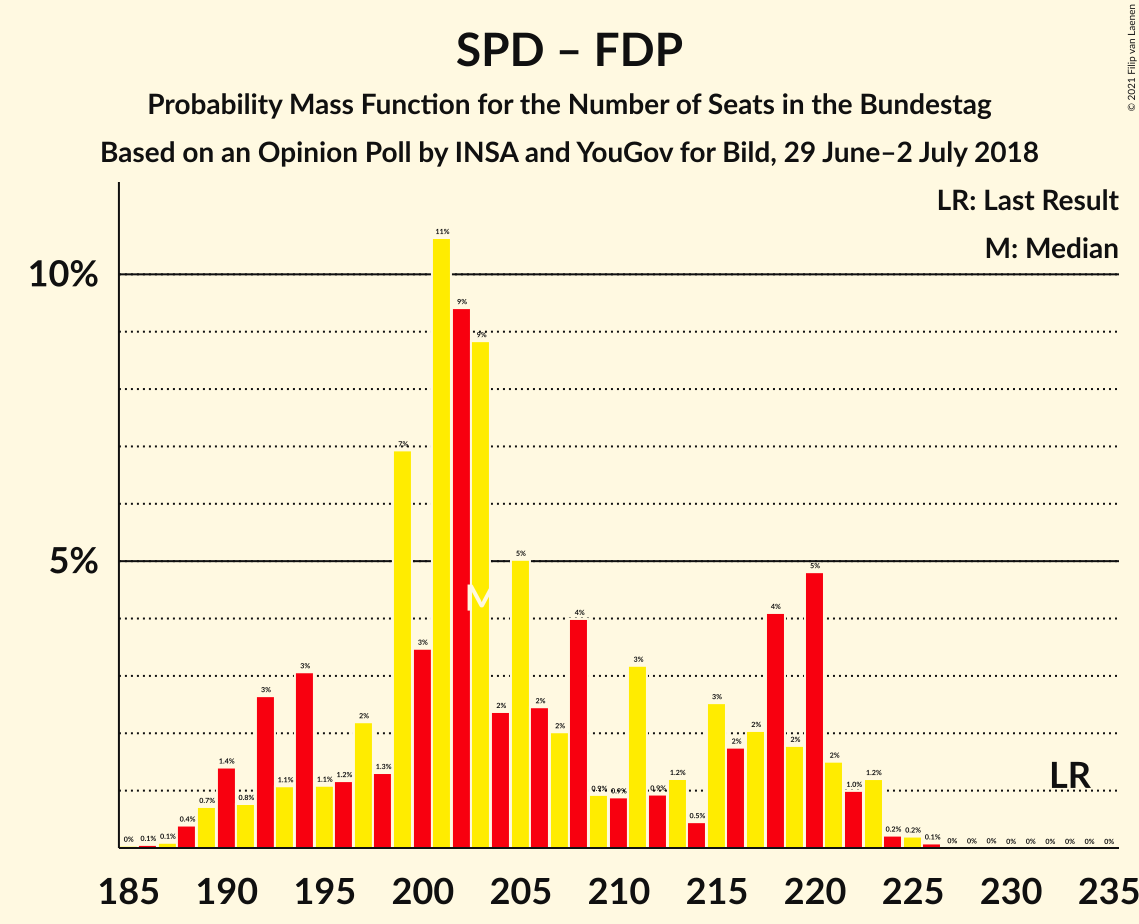 © 2021 Filip van Laenen
SPD – FDP
Probability Mass Function for the Number of Seats in the Bundestag
Based on an Opinion Poll by INSA and YouGov for Bild, 29 June–2 July 2018
LR: Last Result
M: Median
10%
5%
0% 0.1% 0.1% 0.4% 0.7% 1.4% 0.8% 3% 1.1% 3% 1.1% 1.2% 2% 1.3% 7% 3% 11% 9% 9% 2% 5% 2% 2% 4% 0.9% 0.9% 3% 0.9% 1.2% 0.5% 3% 2% 2% 4% 2% 5% 2% 1.0% 1.2% 0.2% 0.2% 0.1% 0% 0% 0% 0% 0% 0% 0% 0% 0%
M
LR
185 190 195 200 205 210 215 220 225 230 235